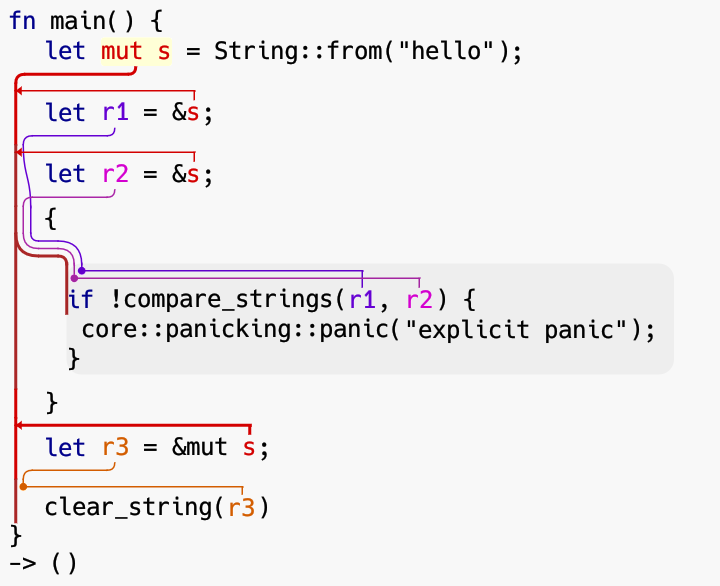 fn main() {
let mut s = String::from("hello");
let r1 = &s;
let r2 = &s;
{
if !compare_strings(r1, r2) {
core::panicking::panic("explicit panic");
}
}
let r3 = &mut s;
clear_string(r3)
}
-> ()